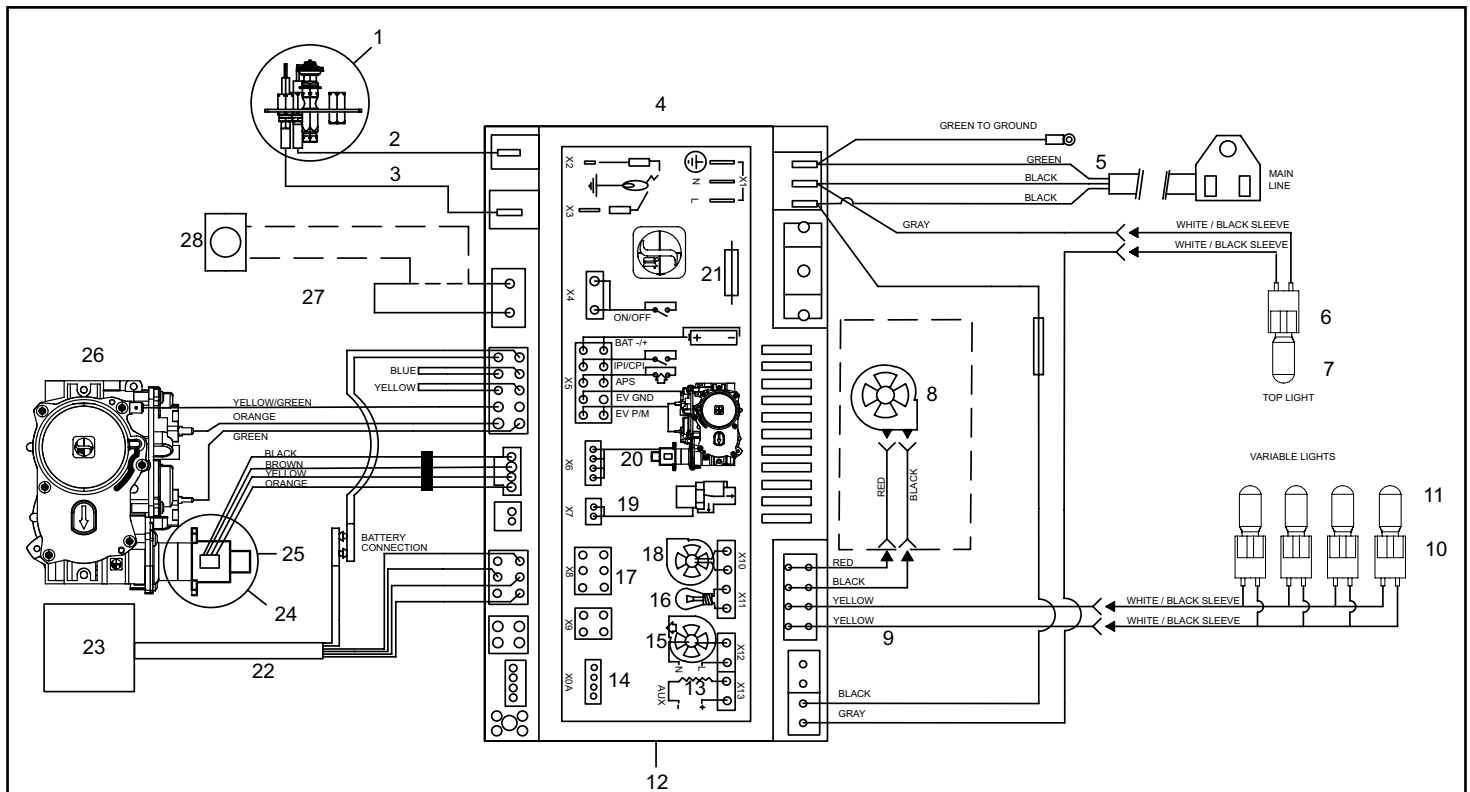 1
4
2
3
GREEN TO GROUND
GREEN
5
BLACK
BLACK
MAIN
LINE
X2
X3
N
L
X1
GRAY
WHITE / BLACK SLEEVE
WHITE / BLACK SLEEVE
28
27
21
X4
ON/OFF
6
7
TOP LIGHT
26
BAT -/+
+ -
IPI/CPI
APS
EV GND
EV P/M
X5
BLUE
YELLOW
YELLOW/GREEN
ORANGE
GREEN
8
RED
BLACK
BLACK
BROWN
YELLOW
ORANGE
X6
20
VARIABLE LIGHTS
11
10
X7
19
25
24
BATTERY
CONNECTION
18
X10
X8
17
16
X11
RED
BLACK
YELLOW
YELLOW
WHITE / BLACK SLEEVE
WHITE / BLACK SLEEVE
9
X9
15
N
L
X12
23
22
X0A
14
AUX
13
- +
X13
BLACK
GRAY
12